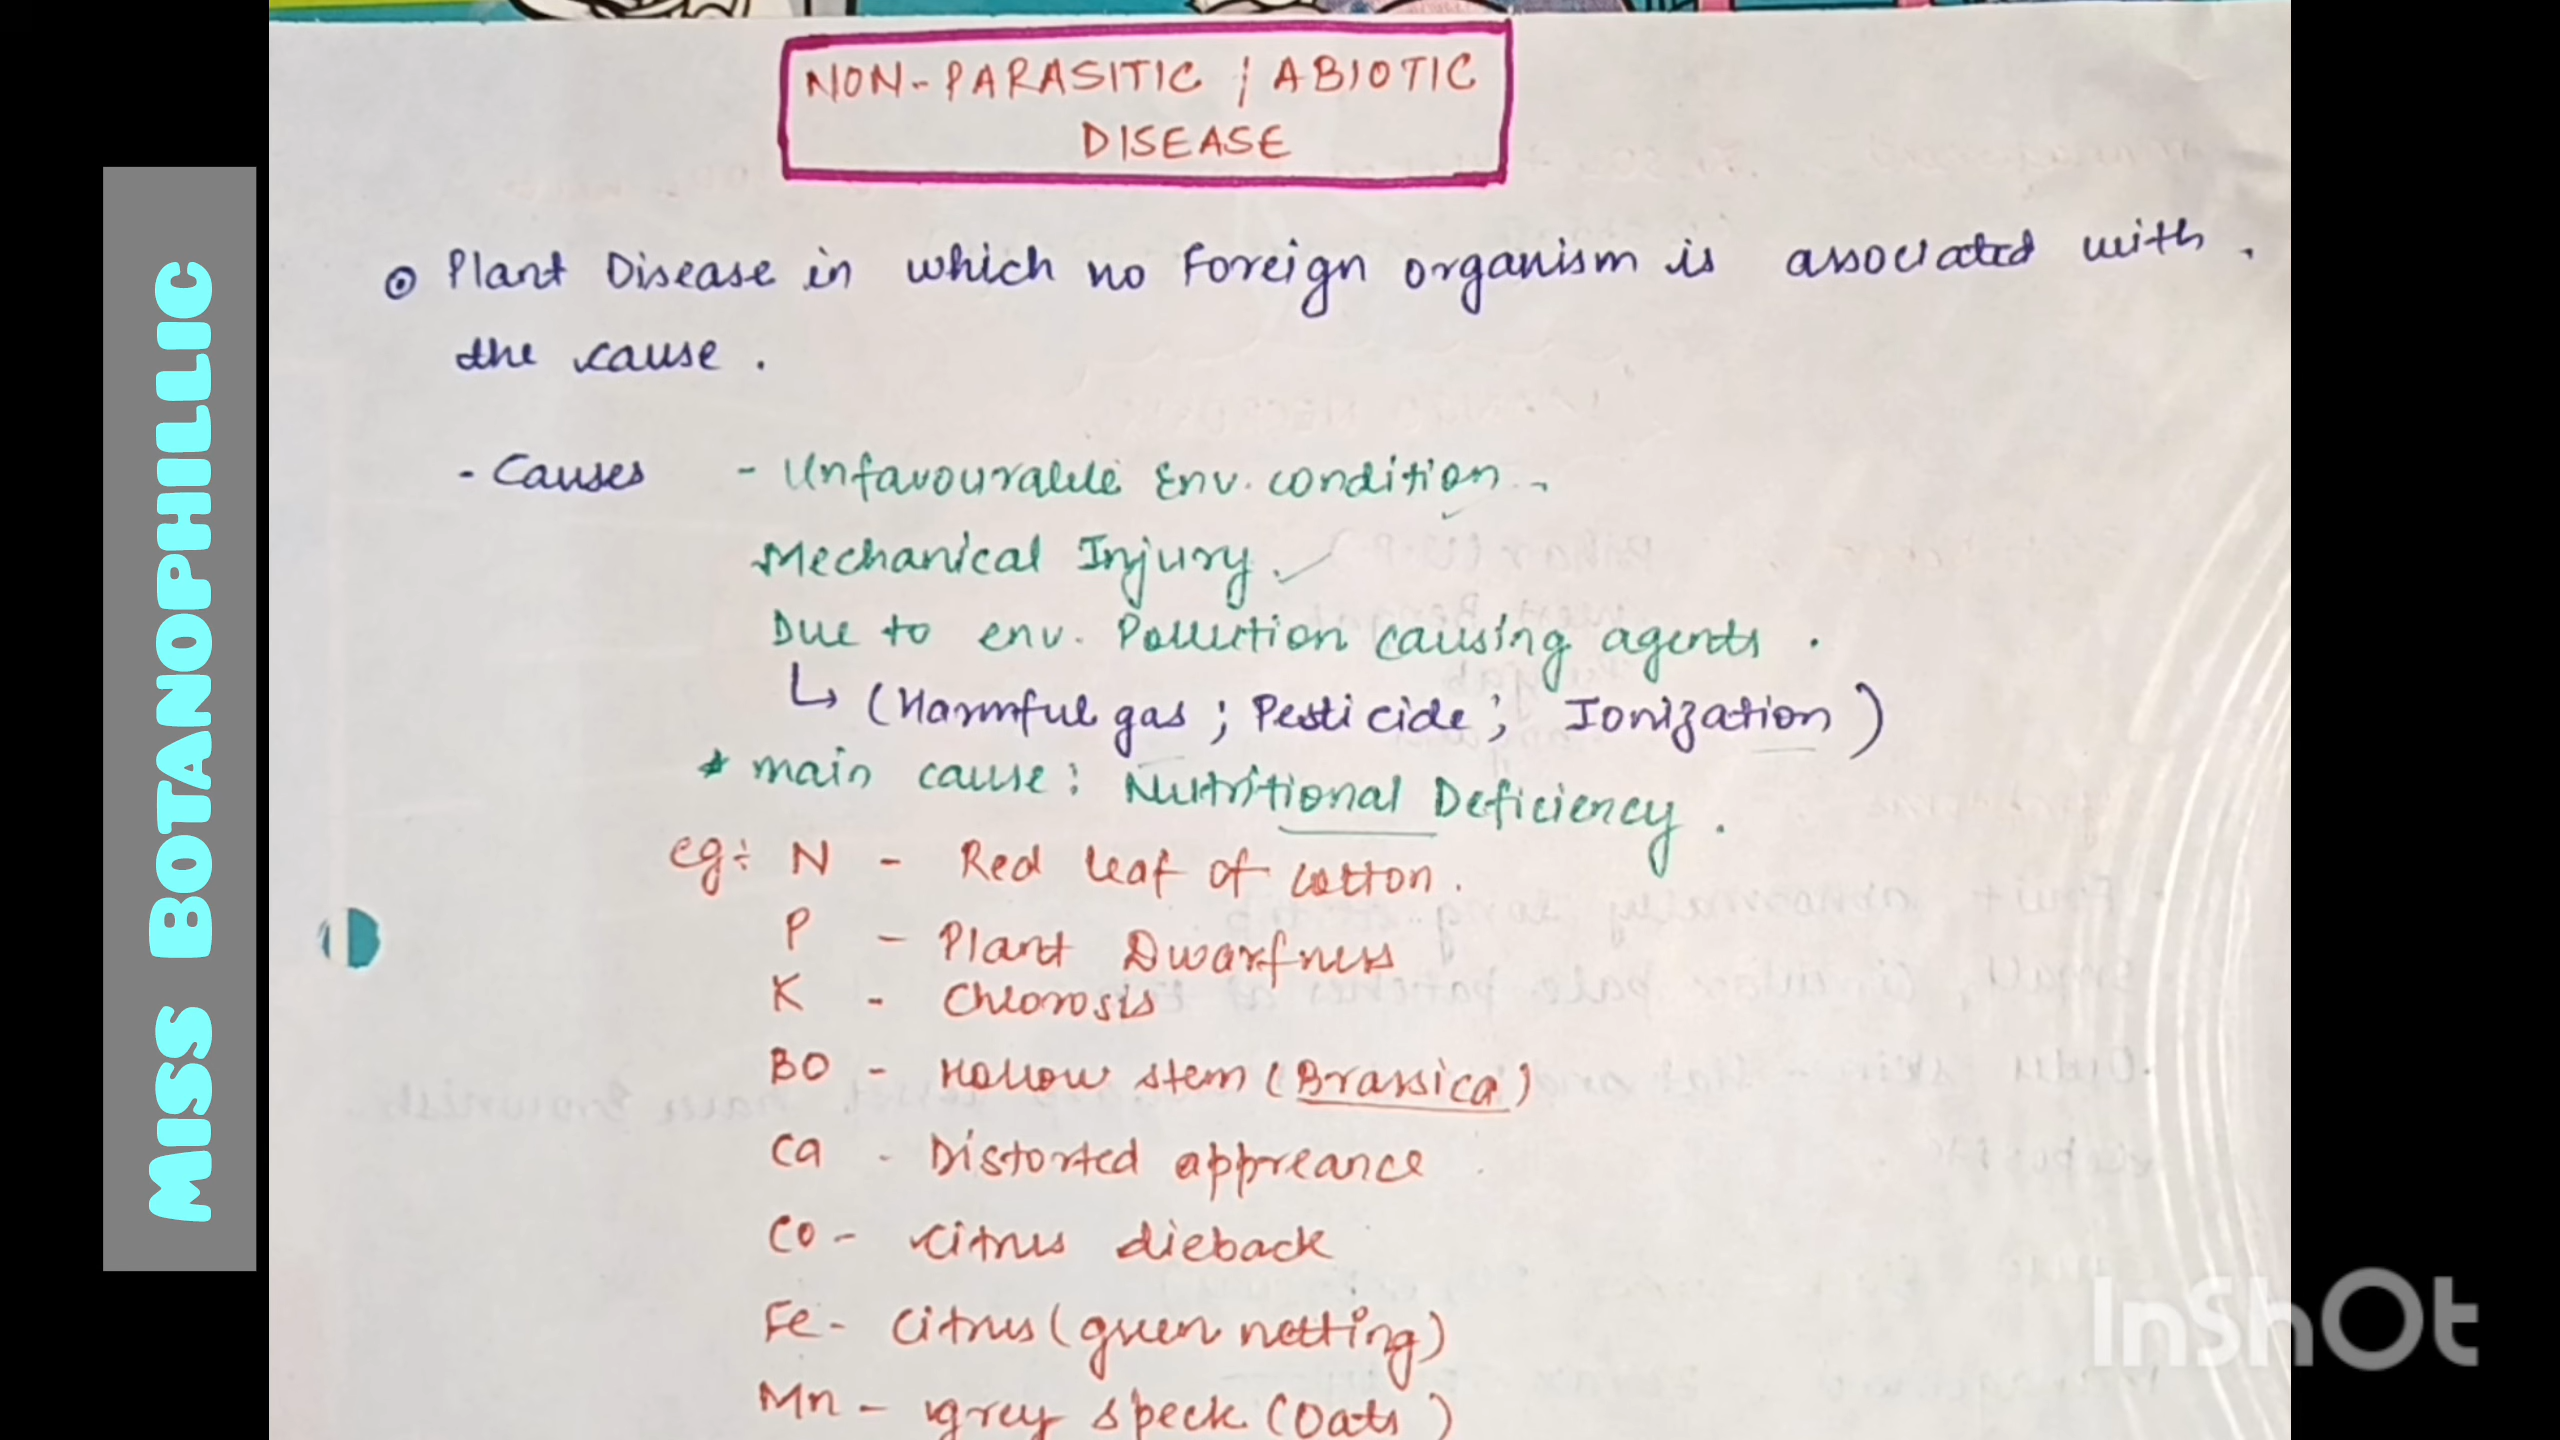 MISS BOTANOPHILLIC
NON-PARASITIC / ABIOTIC
DISEASE
Plant Disease in which no Foreign organism is associated with.
the cause.
- Causes - Unfavourable Env. condition.
Mechanical Injury.
Due to env. Pollution causing agents.
↳ (Harmful gas; Pesticide; Ionization)
* main cause: Nutritional Deficiency.
eg: N - Red leaf of cotton.
P - Plant Dwarfness
K - Chlorosis
BO - Hollow stem (Brassica)
Ca - Distorted appreance
CO - citrus dieback
Fe - citrus (green netting)
Mn - grey speck (Oats)
InShOt